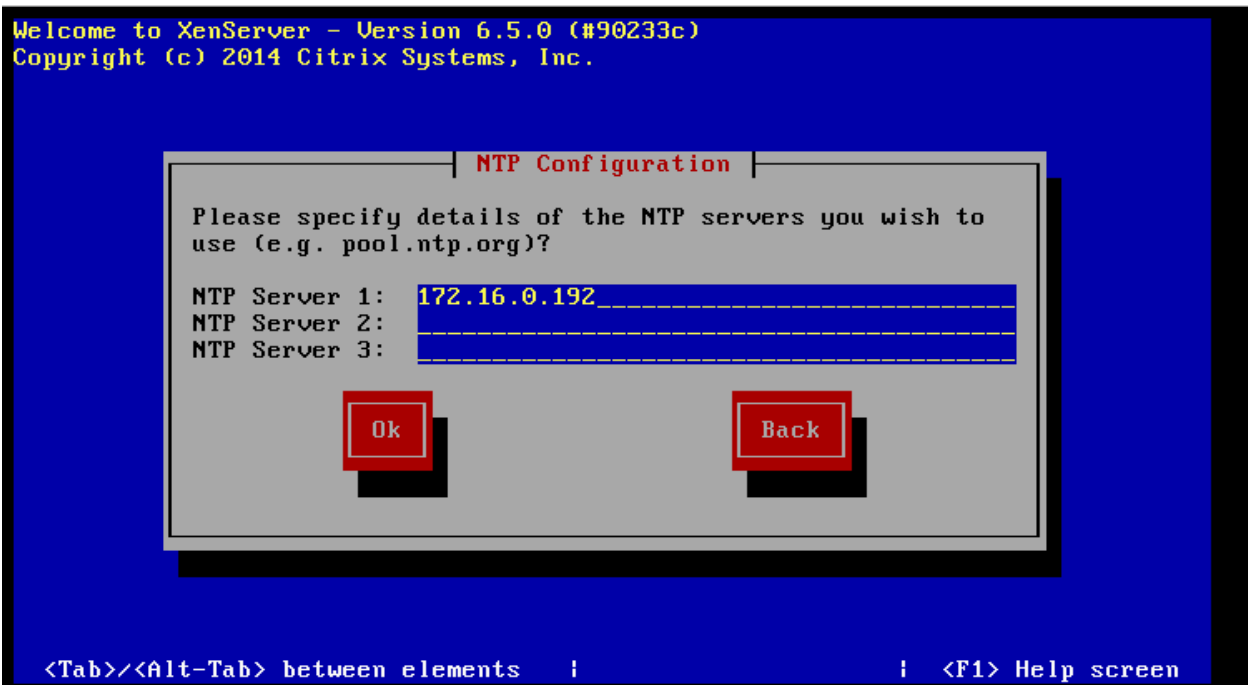 Welcome to XenServer - Version 6.5.0 (#90233c)
Copyright (c) 2014 Citrix Systems, Inc.
NTP Configuration
Please specify details of the NTP servers you wish to
use (e.g. pool.ntp.org)?
NTP Server 1: 172.16.0.192
NTP Server 2:
NTP Server 3:
Ok Back
<Tab>/<Alt-Tab> between elements | | <F1> Help screen